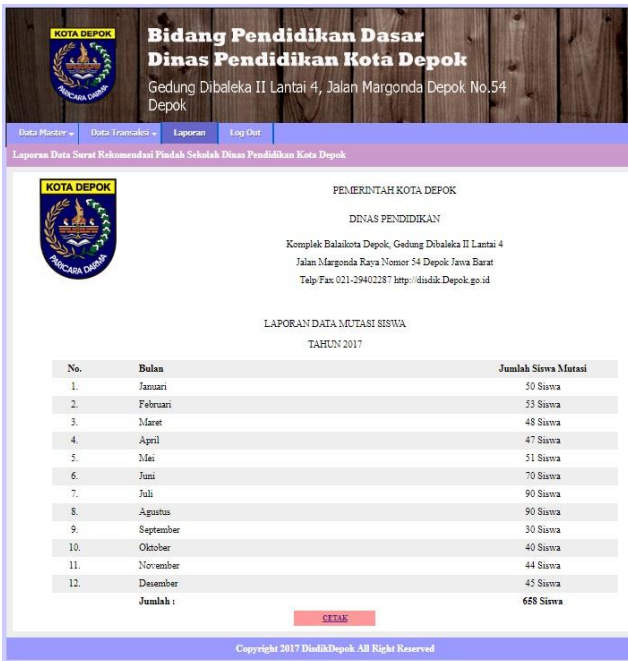 KOTA DEPOK
PARICARA DARMA
Bidang Pendidikan Dasar
Dinas Pendidikan Kota Depok
Gedung Dibaleka II Lantai 4, Jalan Margonda Depok No.54
Depok
Data Master Data Transaksi Laporan Log Out
Laporan Data Surat Rekomendasi Pindah Sekolah Dinas Pendidikan Kota Depok
KOTA DEPOK
PARICARA DARMA
PEMERINTAH KOTA DEPOK
DINAS PENDIDIKAN
Komplek Balaikota Depok, Gedung Dibaleka II Lantai 4
Jalan Margonda Raya Nomor 54 Depok Jawa Barat
Telp/Fax 021-29402287 http://disdik.Depok.go.id
LAPORAN DATA MUTASI SISWA
TAHUN 2017
No. Bulan Jumlah Siswa Mutasi
1. Januari 50 Siswa
2. Februari 53 Siswa
3. Maret 48 Siswa
4. April 47 Siswa
5. Mei 51 Siswa
6. Juni 70 Siswa
7. Juli 90 Siswa
8. Agustus 90 Siswa
9. September 30 Siswa
10. Oktober 40 Siswa
11. November 44 Siswa
12. Desember 45 Siswa
Jumlah : 658 Siswa
CETAK
Copyright 2017 DisdikDepok All Right Reserved